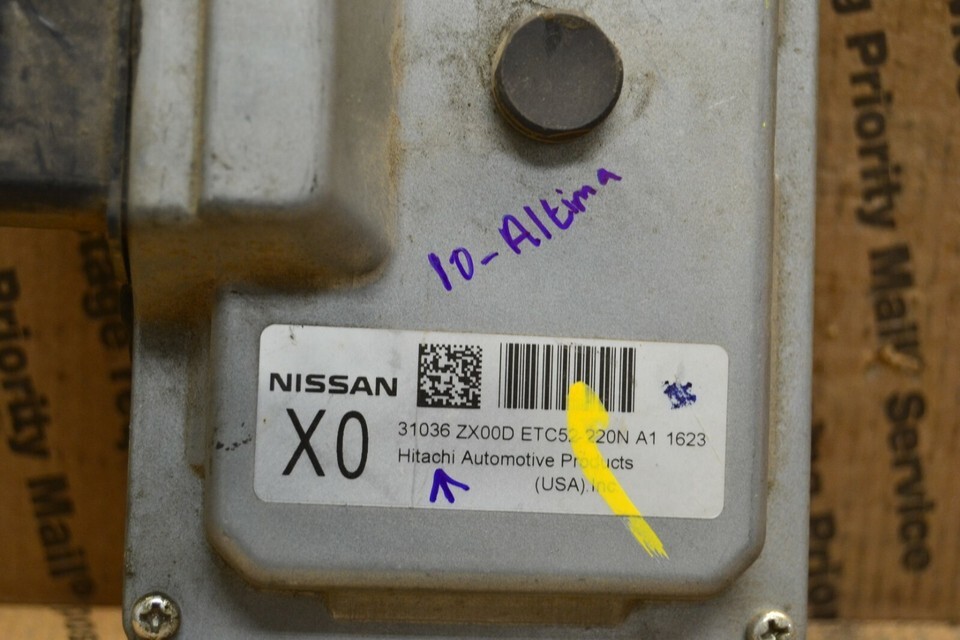 10-Altima
NISSAN
X0
31036 ZX00D ETC52-220N A1 1623
Hitachi Automotive Products
(USA).Inc.
Priority Mail
Service
Priority Mail